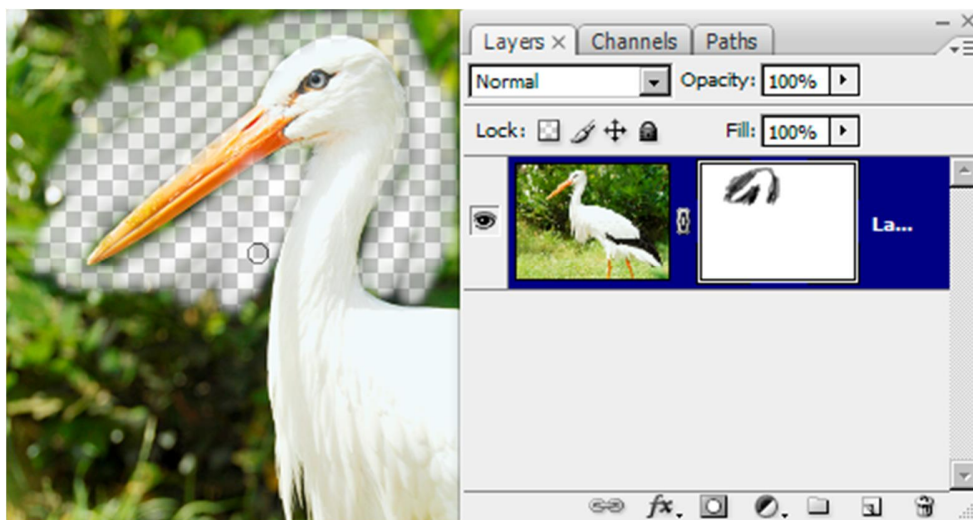 Layers × Channels Paths
Normal Opacity: 100%
Lock: Fill: 100%
La...
fx.